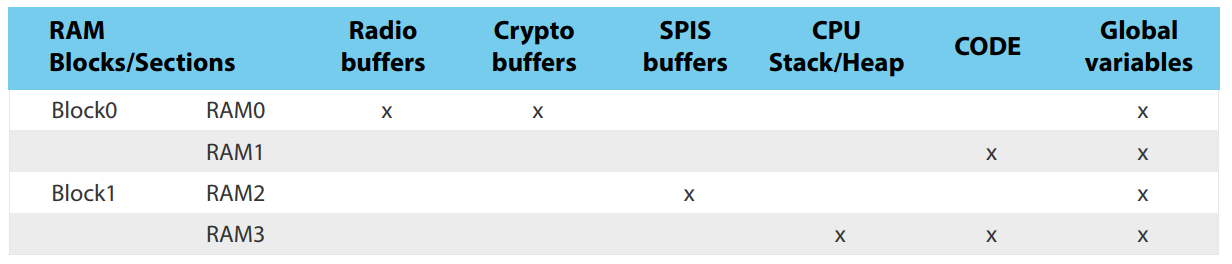 RAM Blocks/Sections Radio buffers Crypto buffers SPIS buffers CPU Stack/Heap CODE Global variables
Block0 RAM0 x x x
RAM1 x x
Block1 RAM2 x x
RAM3 x x x